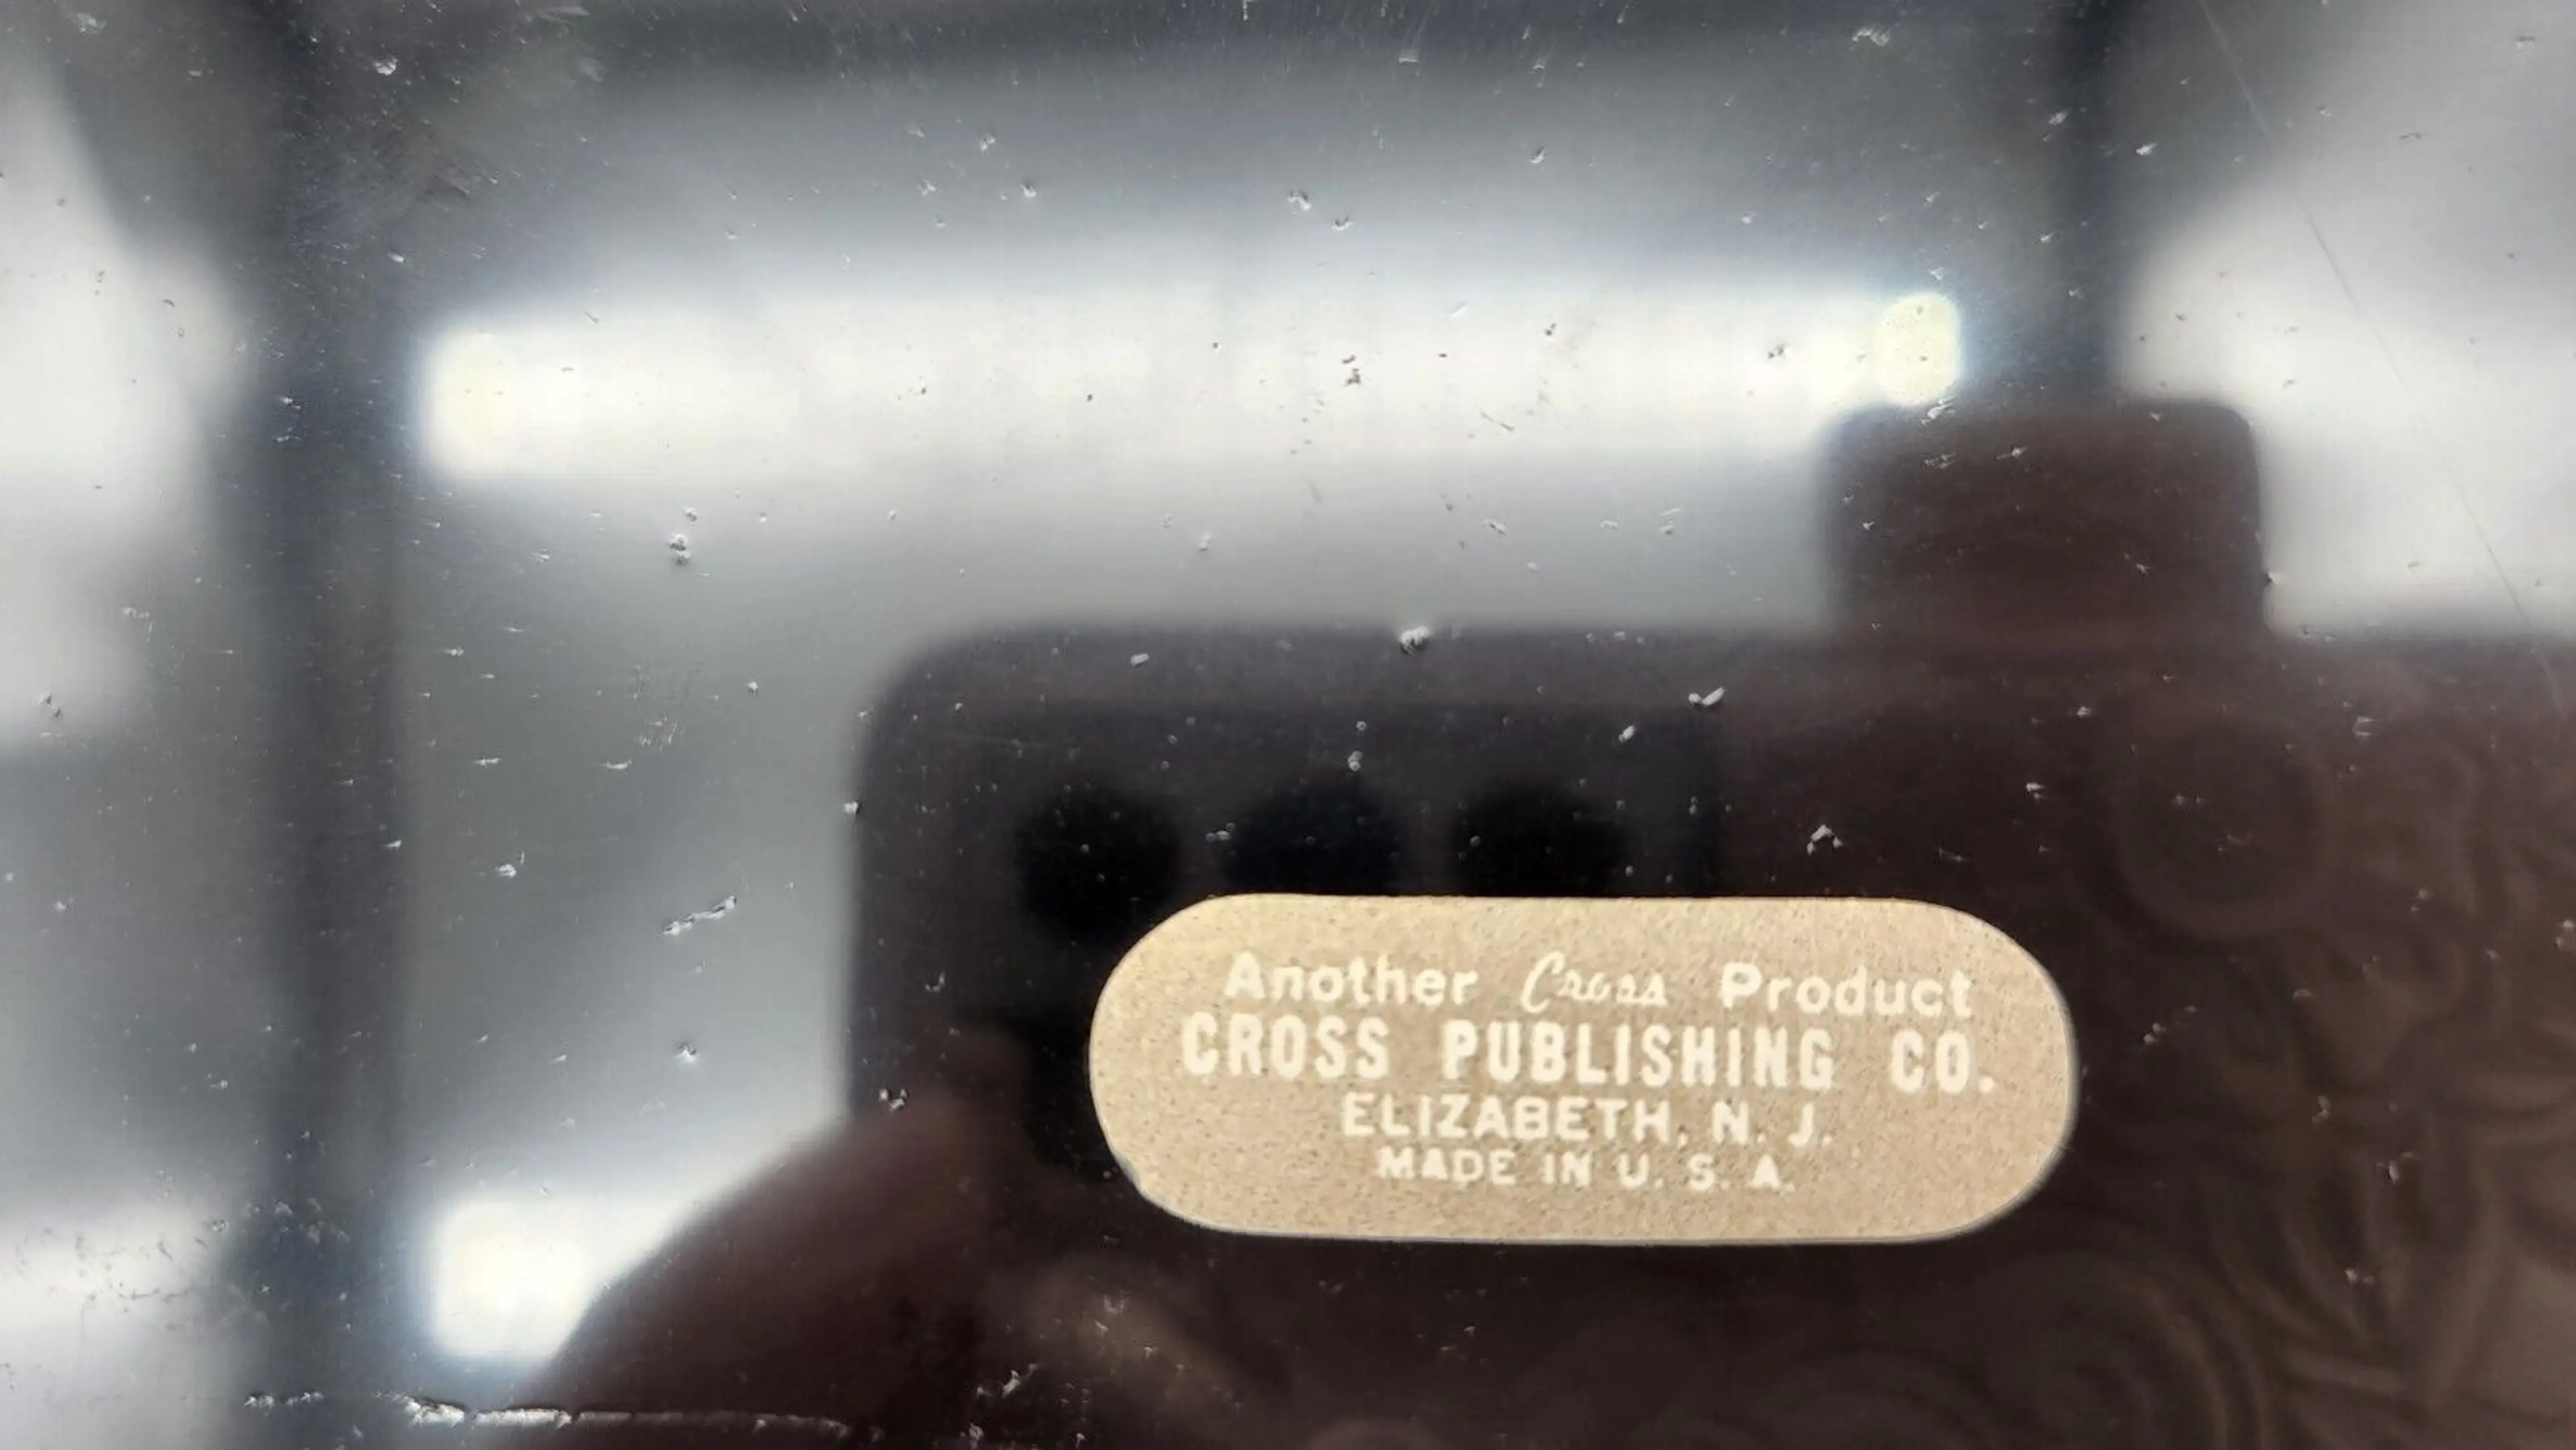 Another Cross Product
CROSS PUBLISHING CO.
ELIZABETH, N. J.
MADE IN U. S. A.